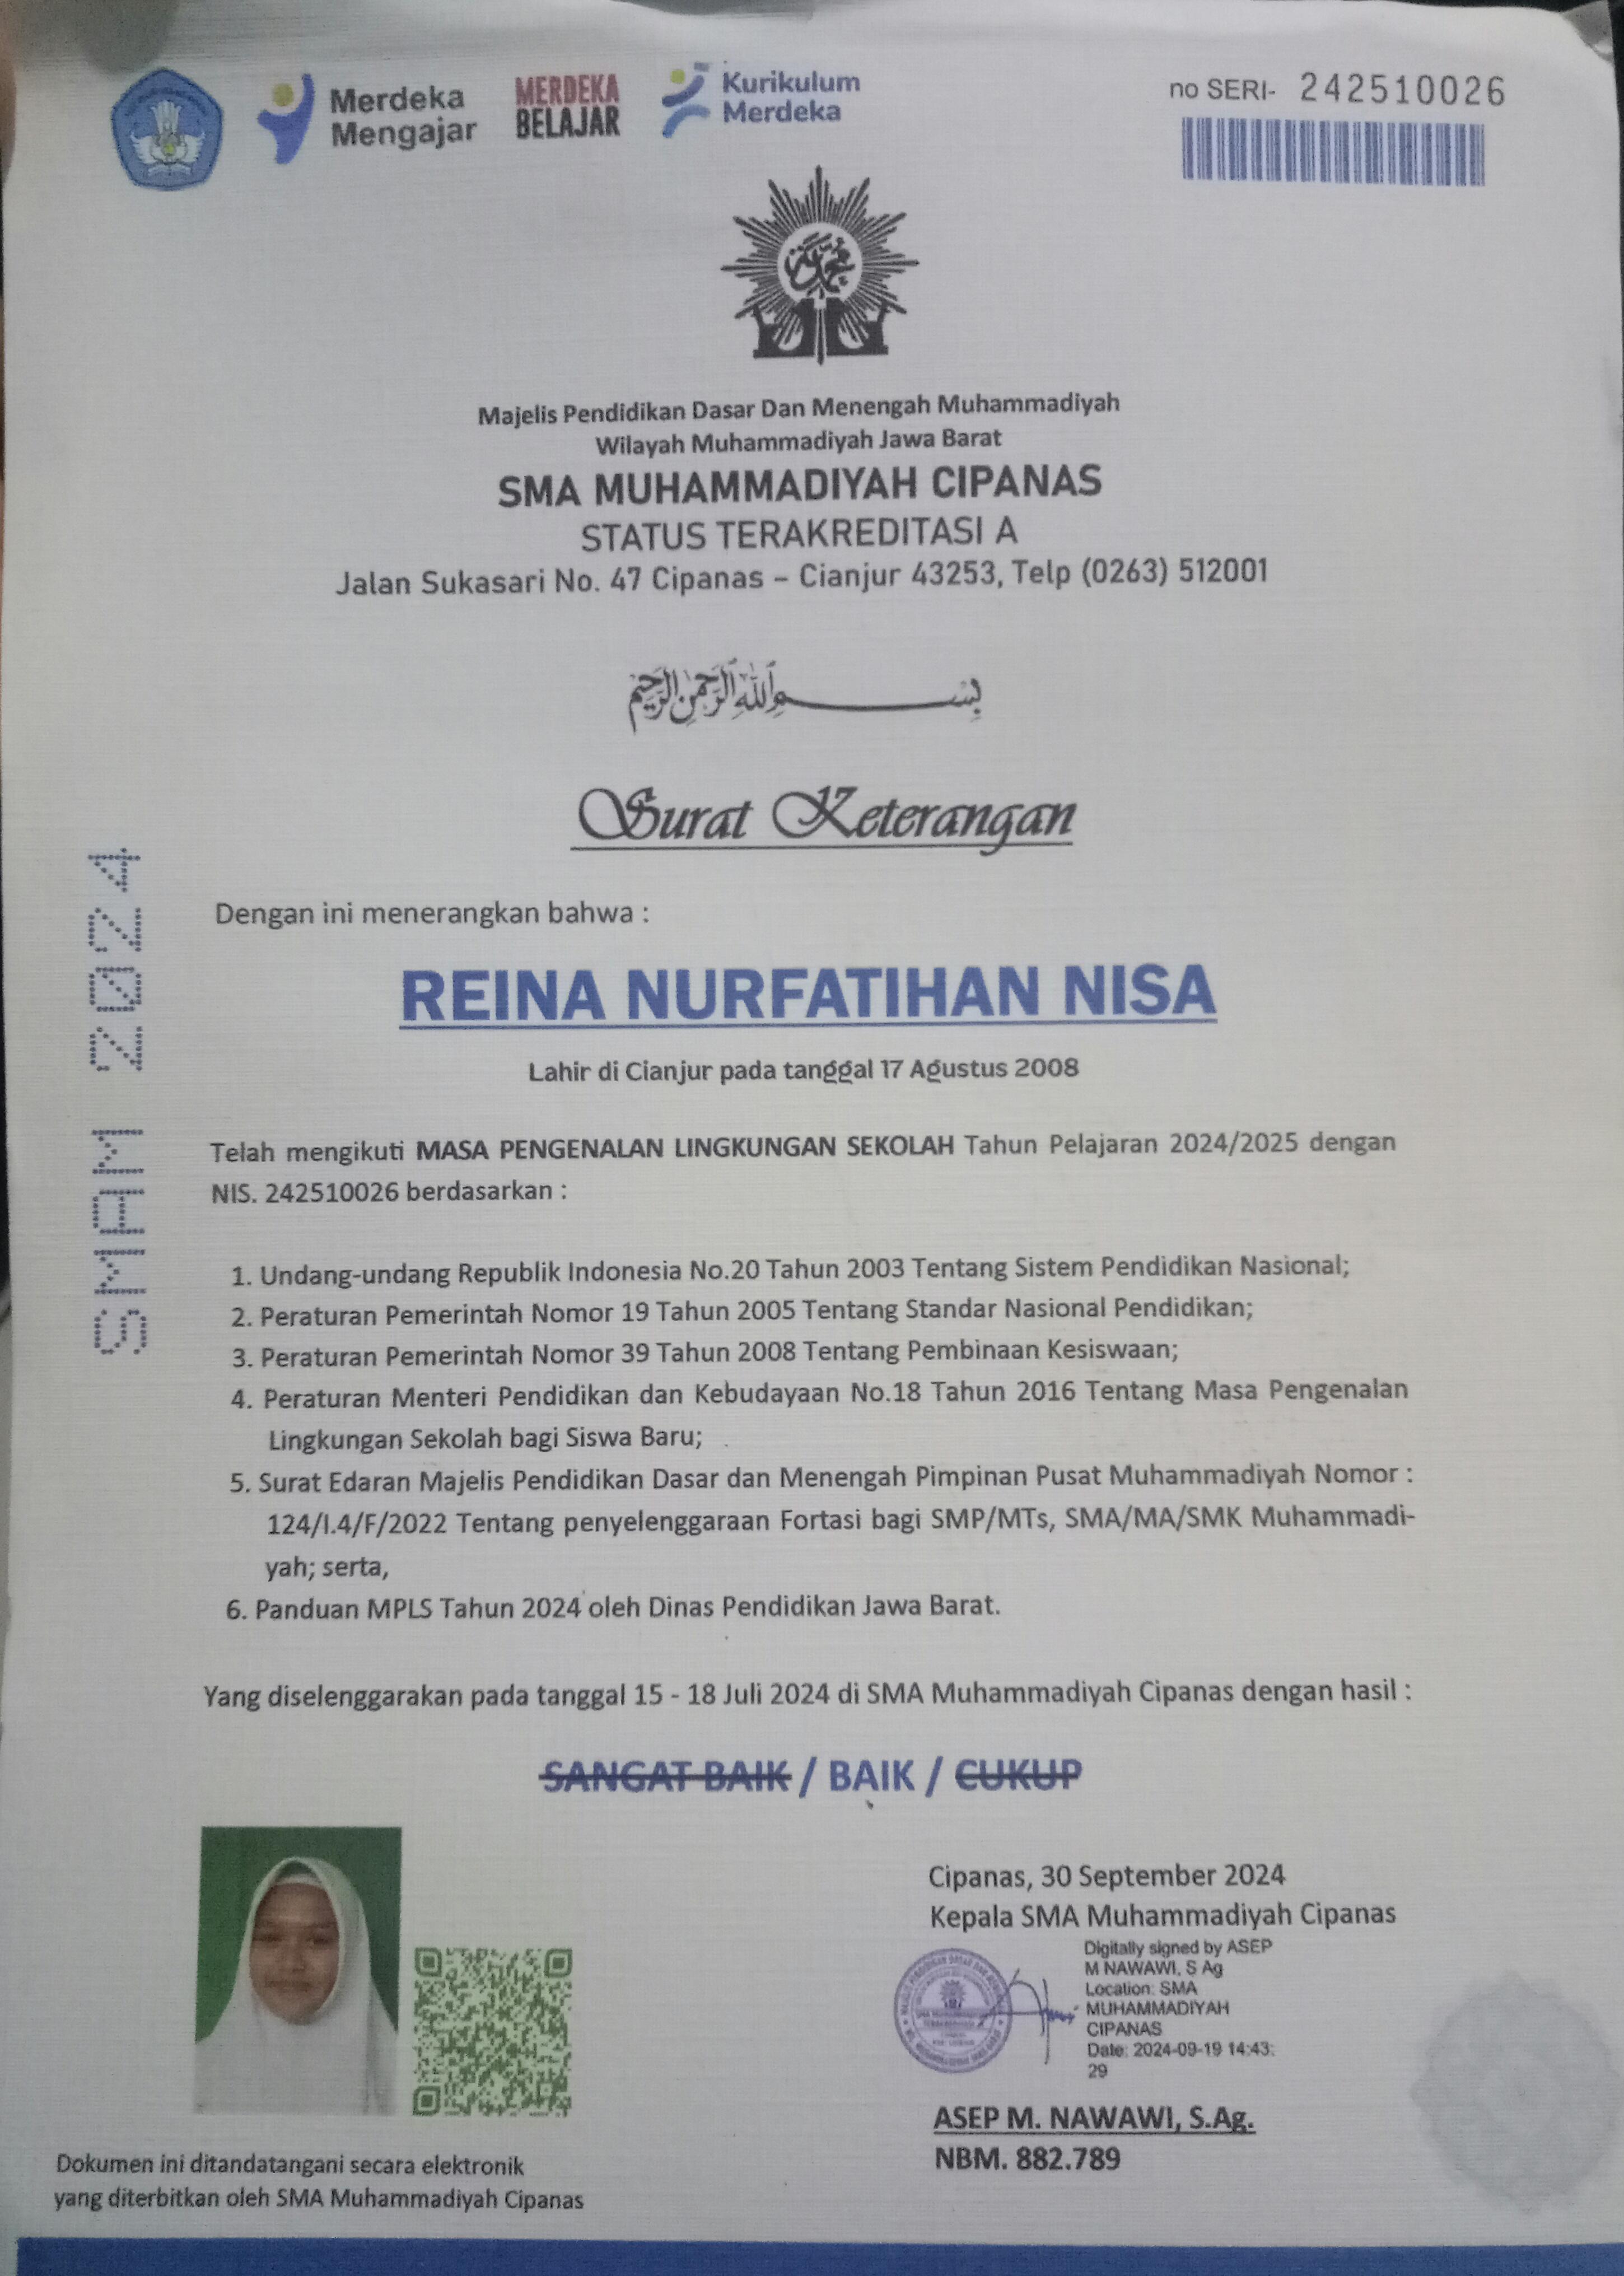 Merdeka
Mengajar
MERDEKA
BELAJAR
Kurikulum
Merdeka
no SERI- 242510026
Majelis Pendidikan Dasar Dan Menengah Muhammadiyah
Wilayah Muhammadiyah Jawa Barat
SMA MUHAMMADIYAH CIPANAS
STATUS TERAKREDITASI A
Jalan Sukasari No. 47 Cipanas – Cianjur 43253, Telp (0263) 512001
بِسْمِ اللهِ الرَّحْمٰنِ الرَّحِيْمِ
Surat Keterangan
SMAM 2024
Dengan ini menerangkan bahwa :
REINA NURFATIHAN NISA
Lahir di Cianjur pada tanggal 17 Agustus 2008
Telah mengikuti MASA PENGENALAN LINGKUNGAN SEKOLAH Tahun Pelajaran 2024/2025 dengan
NIS. 242510026 berdasarkan :
1. Undang-undang Republik Indonesia No.20 Tahun 2003 Tentang Sistem Pendidikan Nasional;
2. Peraturan Pemerintah Nomor 19 Tahun 2005 Tentang Standar Nasional Pendidikan;
3. Peraturan Pemerintah Nomor 39 Tahun 2008 Tentang Pembinaan Kesiswaan;
4. Peraturan Menteri Pendidikan dan Kebudayaan No.18 Tahun 2016 Tentang Masa Pengenalan
Lingkungan Sekolah bagi Siswa Baru;
5. Surat Edaran Majelis Pendidikan Dasar dan Menengah Pimpinan Pusat Muhammadiyah Nomor :
124/I.4/F/2022 Tentang penyelenggaraan Fortasi bagi SMP/MTs, SMA/MA/SMK Muhammadi-
yah; serta,
6. Panduan MPLS Tahun 2024 oleh Dinas Pendidikan Jawa Barat.
Yang diselenggarakan pada tanggal 15 - 18 Juli 2024 di SMA Muhammadiyah Cipanas dengan hasil :
SANGAT BAIK / BAIK / CUKUP
Cipanas, 30 September 2024
Kepala SMA Muhammadiyah Cipanas
Digitally signed by ASEP
M NAWAWI, S Ag
Location: SMA
MUHAMMADIYAH
CIPANAS
Date: 2024-09-19 14:43:
29
ASEP M. NAWAWI, S.Ag.
NBM. 882.789
Dokumen ini ditandatangani secara elektronik
yang diterbitkan oleh SMA Muhammadiyah Cipanas